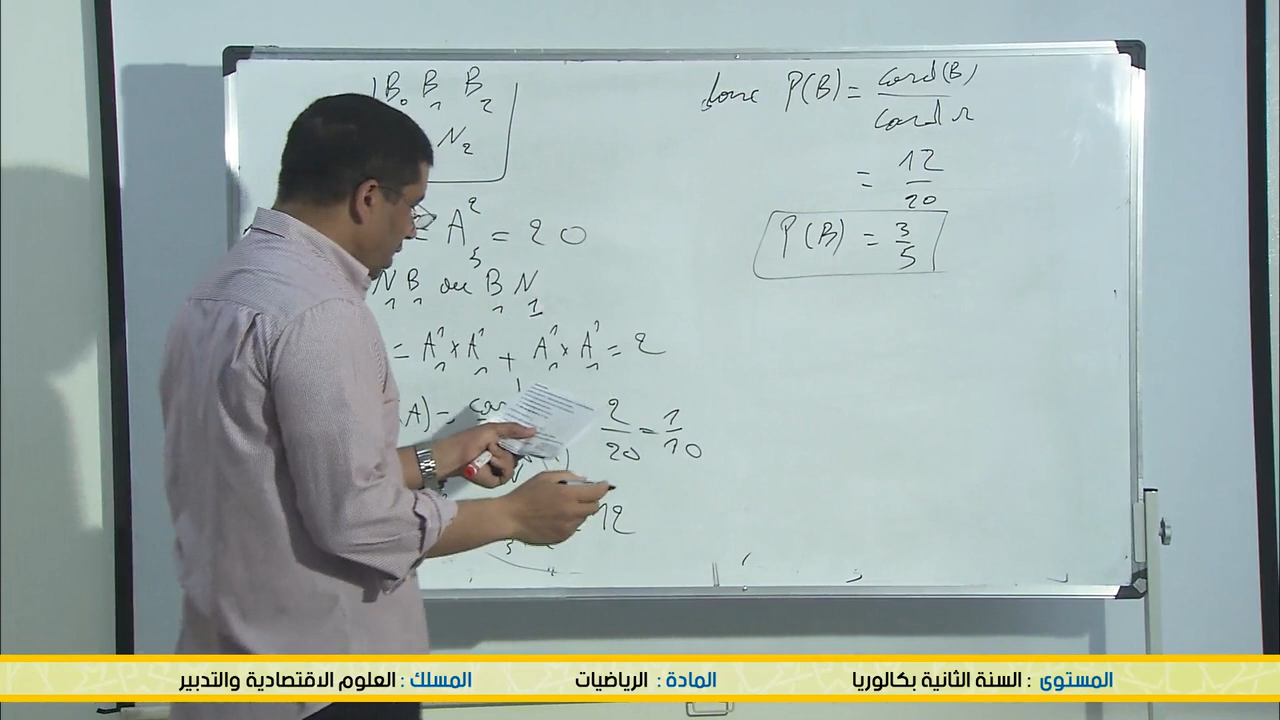 B₀ B₁ B₂
N₂
= A₅² = 20
N₁ B₁ ou B₁ N₁
= A₁¹ × A₁¹ + A₁¹ × A₁¹ = 2
(A) = 2/20 = 1/10
12
donc P(B) = card(B)/card Ω
= 12/20
P(B) = 3/5
المستوى : السنة الثانية بكالوريا
المادة : الرياضيات
المسلك : العلوم الاقتصادية والتدبير